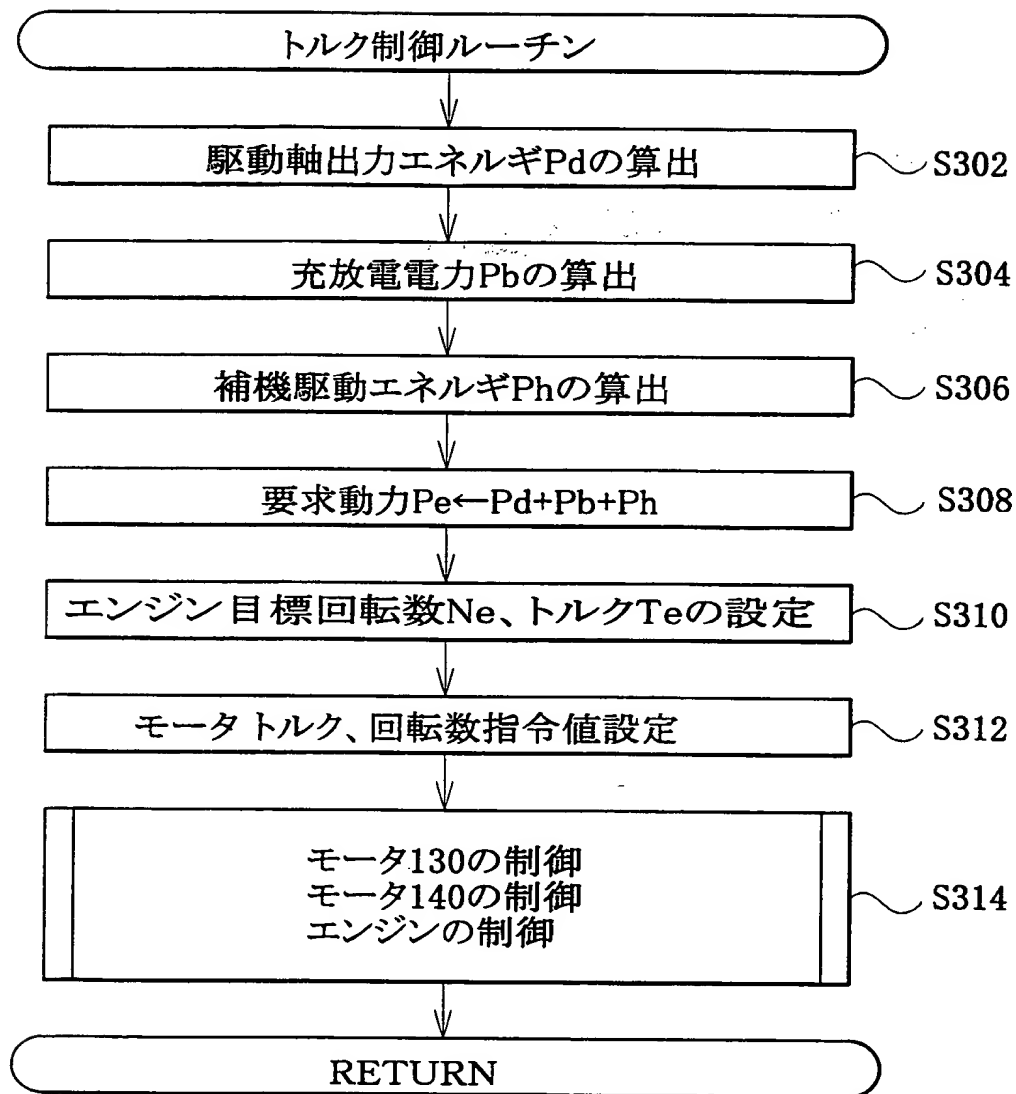 トルク制御ルーチン
駆動軸出力エネルギPdの算出
S302
充放電電力Pbの算出
S304
補機駆動エネルギPhの算出
S306
要求動力Pe←Pd+Pb+Ph
S308
エンジン目標回転数Ne、トルクTeの設定
S310
モータトルク、回転数指令値設定
S312
モータ130の制御
モータ140の制御
エンジンの制御
S314
RETURN